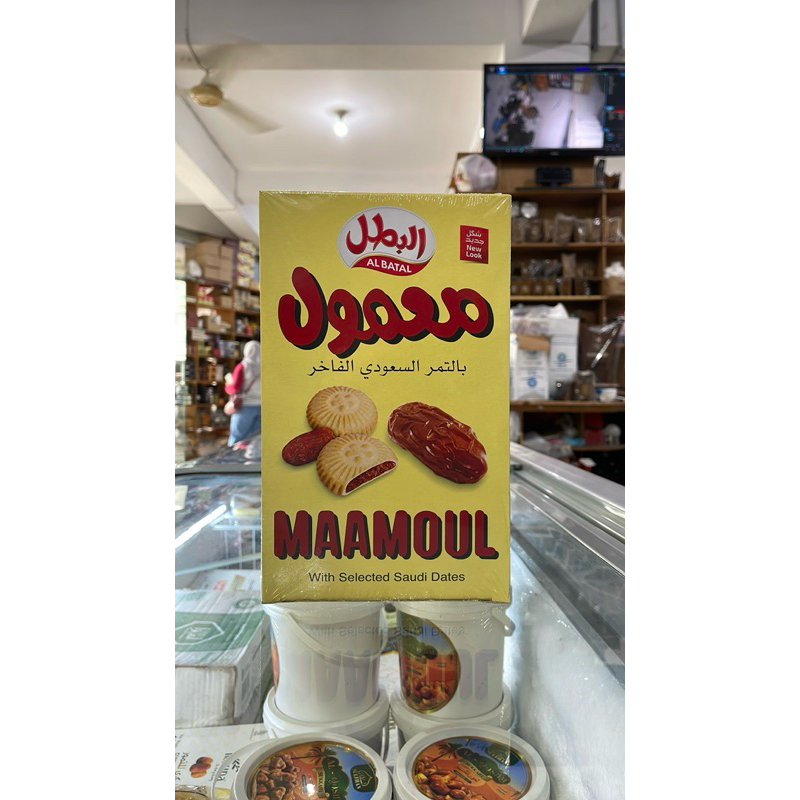 البطل
AL BATAL
شكل
جديد
New
Look
معمول
بالتمر السعودي الفاخر
MAAMOUL
With Selected Saudi Dates